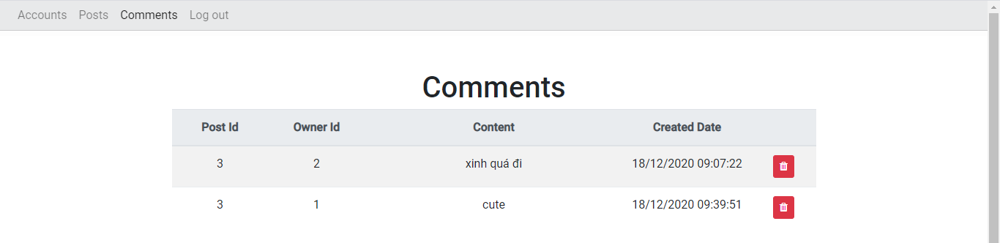 Accounts Posts Comments Log out
Comments
Post Id Owner Id Content Created Date
3 2 xinh quá đi 18/12/2020 09:07:22
3 1 cute 18/12/2020 09:39:51